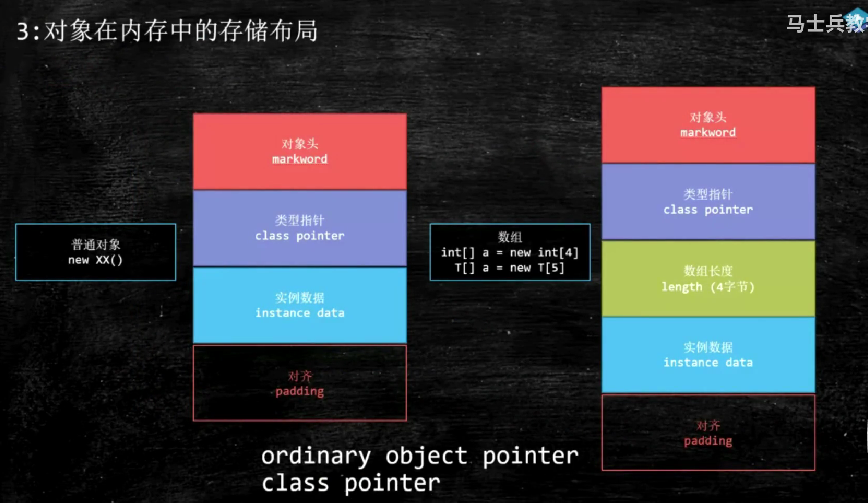 3:对象在内存中的存储布局
马士兵教
普通对象
new XX()
对象头
markword
类型指针
class pointer
实例数据
instance data
对齐
padding
数组
int[] a = new int[4]
T[] a = new T[5]
对象头
markword
类型指针
class pointer
数组长度
length (4字节)
实例数据
instance data
对齐
padding
ordinary object pointer
class pointer